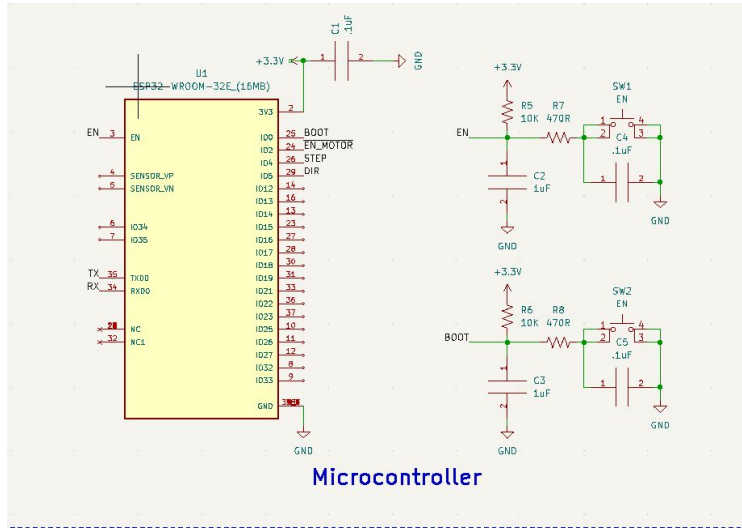 C1
.1uF
+3.3V
1
2
GND
U1
ESP32-WROOM-32E_(16MB)
3V3
2
EN
3
EN
IO0
25
BOOT
IO2
24
EN_MOTOR
IO4
26
STEP
4
SENSOR_VP
IO5
29
DIR
5
SENSOR_VN
IO12
14
IO13
16
IO14
13
6
IO34
IO15
23
7
IO35
IO16
27
IO17
28
IO18
30
TX
35
TXD0
IO19
31
RX
34
RXD0
IO21
33
IO22
36
IO23
37
NC
IO25
10
32
NC1
IO26
11
IO27
12
IO32
8
IO33
9
GND
GND
+3.3V
R5
10K
R7
470R
SW1
EN
EN
1
2
4
3
C4
.1uF
1
2
C2
1uF
1
2
GND
GND
+3.3V
R6
10K
R8
470R
SW2
EN
BOOT
1
2
4
3
C5
.1uF
1
2
C3
1uF
1
2
GND
GND
Microcontroller